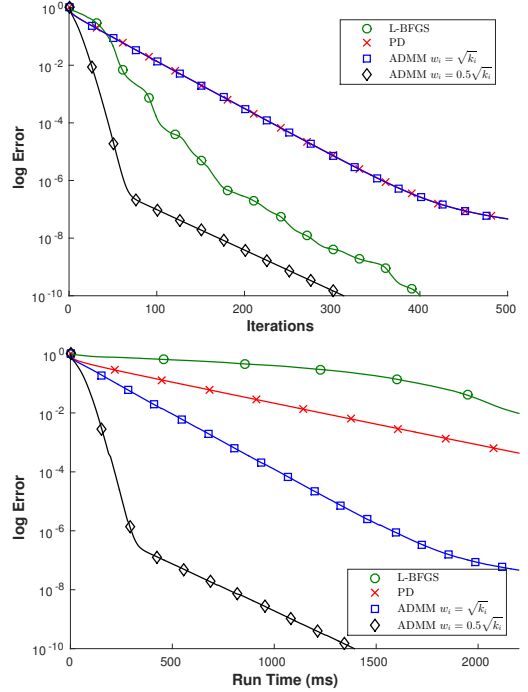 10^0
10^-2
10^-4
10^-6
10^-8
10^-10
log Error
0
100
200
300
400
500
Iterations
L-BFGS
PD
ADMM w_i = √k_i
ADMM w_i = 0.5√k_i
10^0
10^-2
10^-4
10^-6
10^-8
10^-10
log Error
0
500
1000
1500
2000
Run Time (ms)
L-BFGS
PD
ADMM w_i = √k_i
ADMM w_i = 0.5√k_i